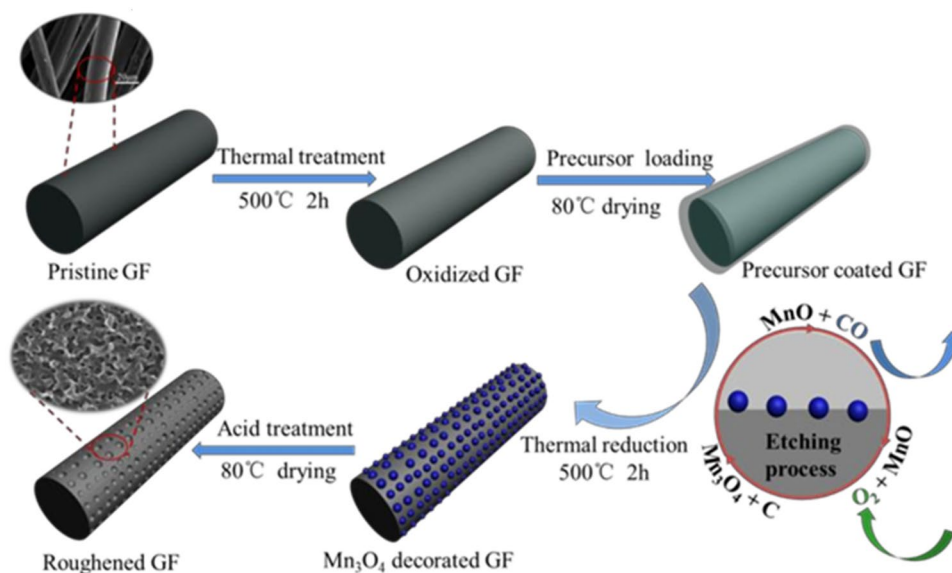 20μm
Thermal treatment
500℃ 2h
Precursor loading
80℃ drying
Pristine GF
Oxidized GF
Precursor coated GF
MnO + CO
Etching
process
Mn₃O₄ + C
O₂ + MnO
Acid treatment
80℃ drying
Thermal reduction
500℃ 2h
Roughened GF
Mn₃O₄ decorated GF